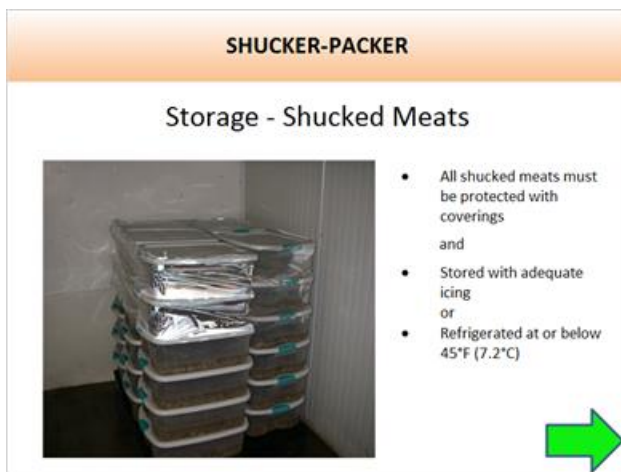 SHUCKER-PACKER
Storage - Shucked Meats
• All shucked meats must
be protected with
coverings
and
• Stored with adequate
icing
or
• Refrigerated at or below
45°F (7.2°C)